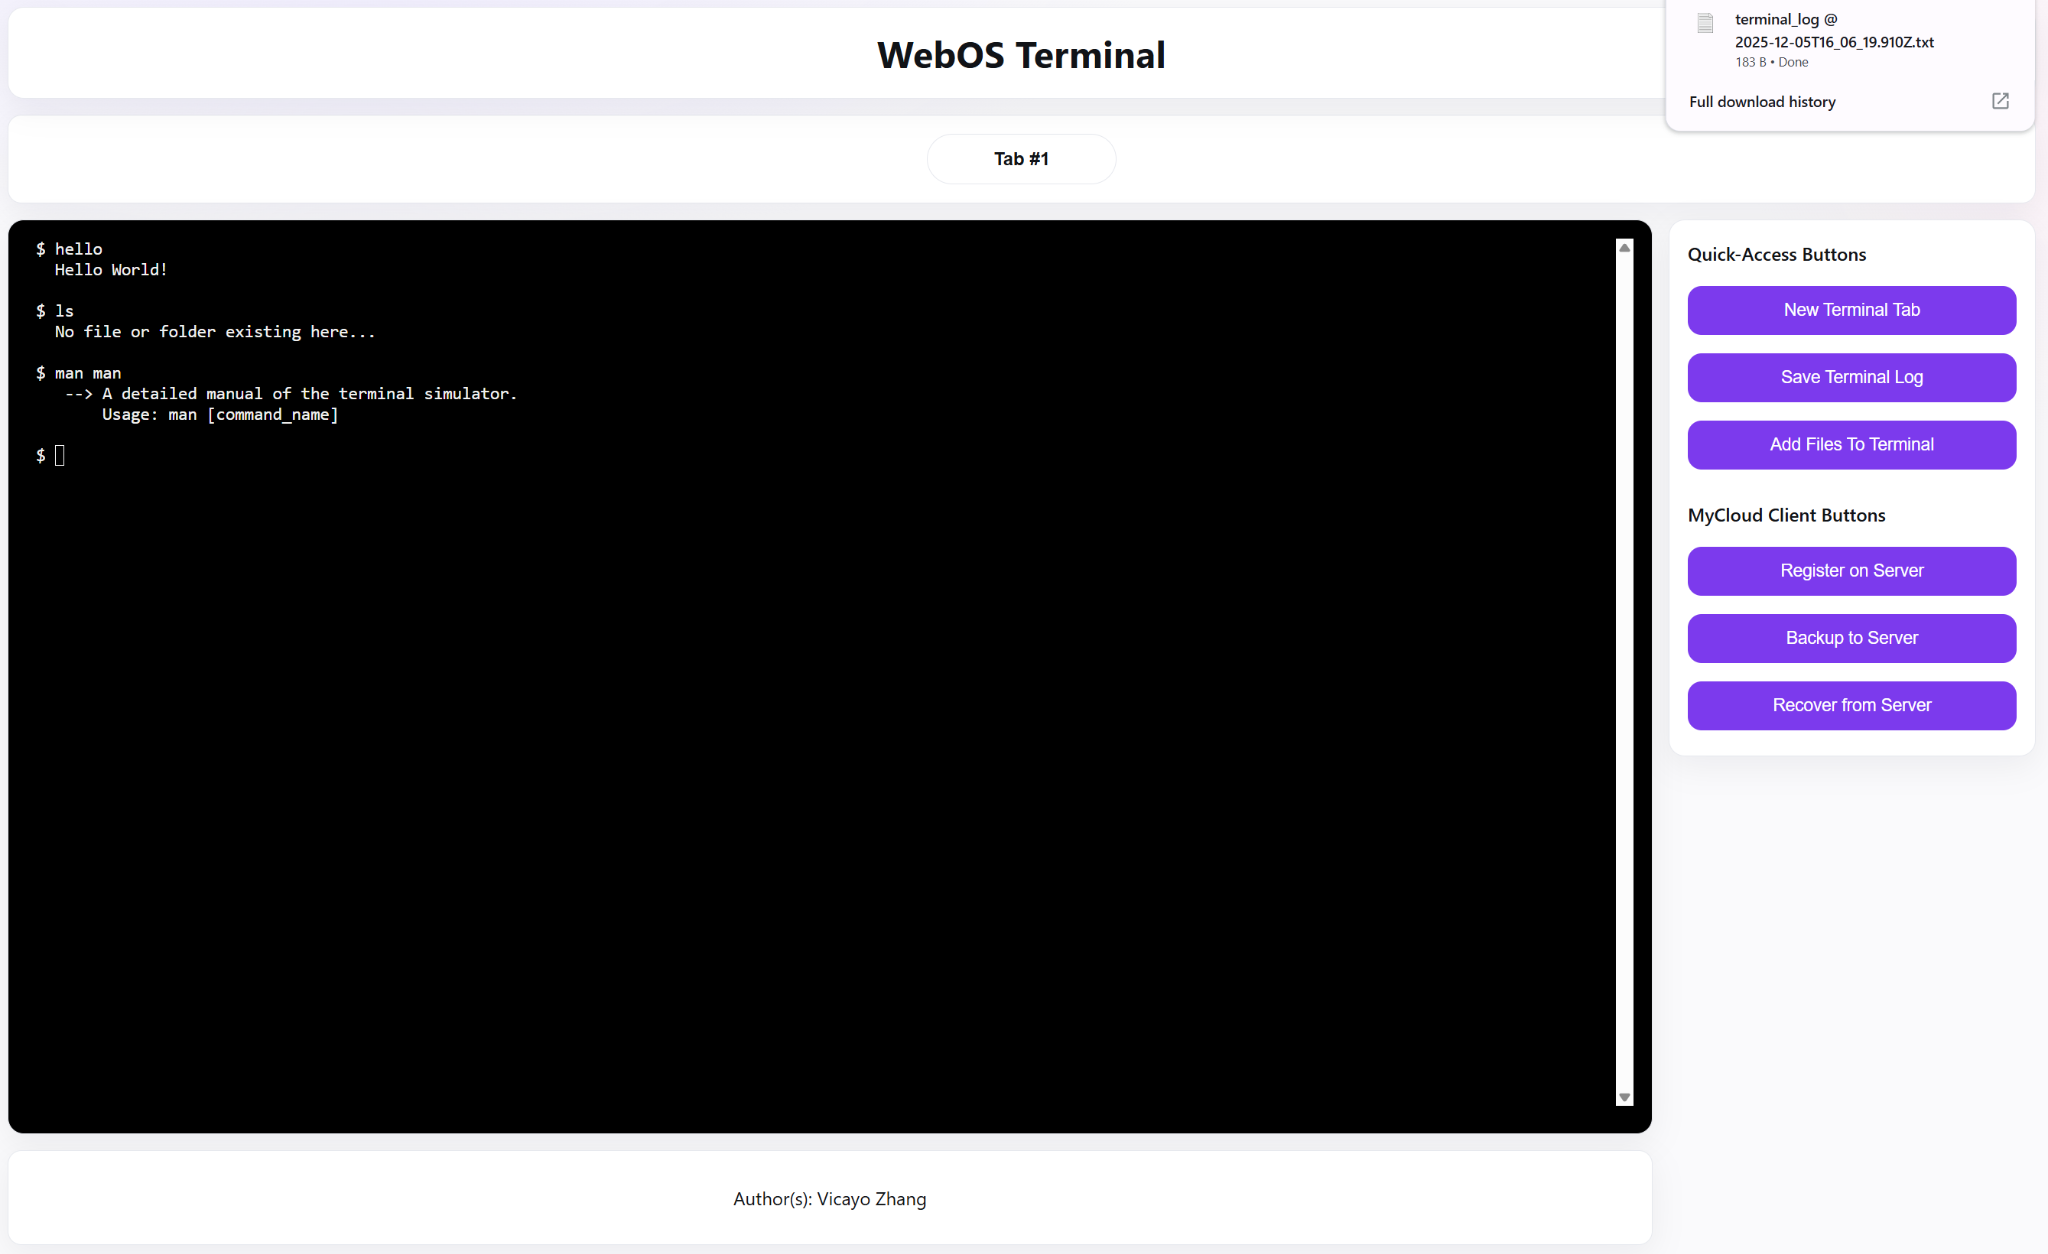 WebOS Terminal
terminal_log @
2025-12-05T16_06_19.910Z.txt
183 B • Done
Full download history
Tab #1
$ hello
Hello World!
$ ls
No file or folder existing here...
$ man man
--> A detailed manual of the terminal simulator.
Usage: man [command_name]
$
Quick-Access Buttons
New Terminal Tab
Save Terminal Log
Add Files To Terminal
MyCloud Client Buttons
Register on Server
Backup to Server
Recover from Server
Author(s): Vicayo Zhang